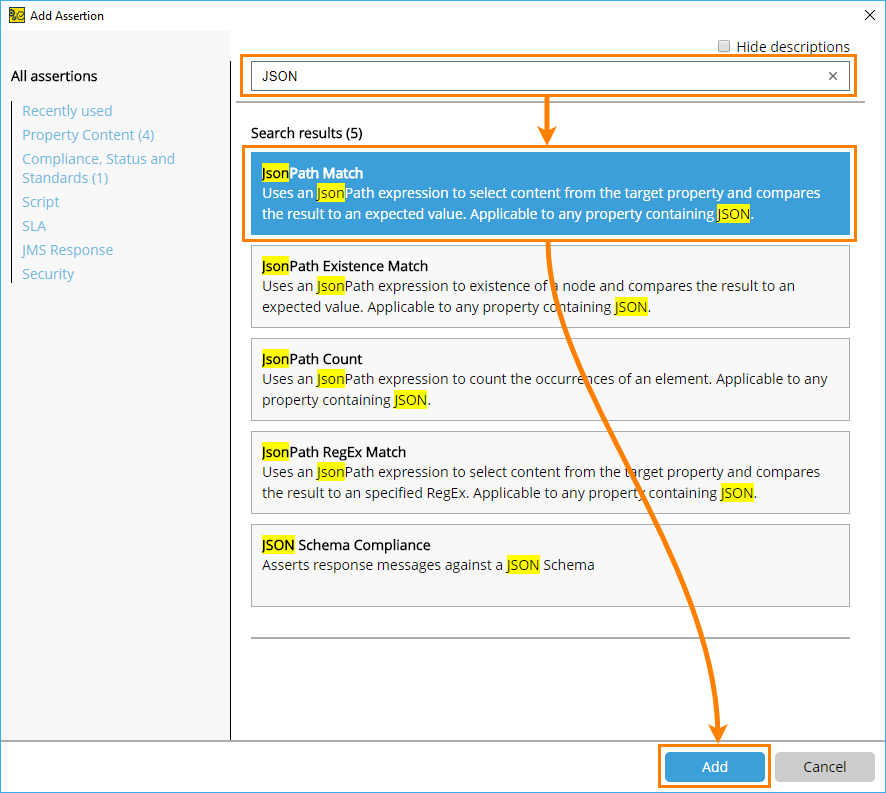 Add Assertion
Hide descriptions
All assertions
JSON
Recently used
Property Content (4)
Compliance, Status and
Standards (1)
Script
SLA
JMS Response
Security
Search results (5)
JsonPath Match
Uses an JsonPath expression to select content from the target property and compares
the result to an expected value. Applicable to any property containing JSON.
JsonPath Existence Match
Uses an JsonPath expression to existence of a node and compares the result to an
expected value. Applicable to any property containing JSON.
JsonPath Count
Uses an JsonPath expression to count the occurrences of an element. Applicable to any
property containing JSON.
JsonPath RegEx Match
Uses an JsonPath expression to select content from the target property and compares
the result to an specified RegEx. Applicable to any property containing JSON.
JSON Schema Compliance
Asserts response messages against a JSON Schema
Add
Cancel